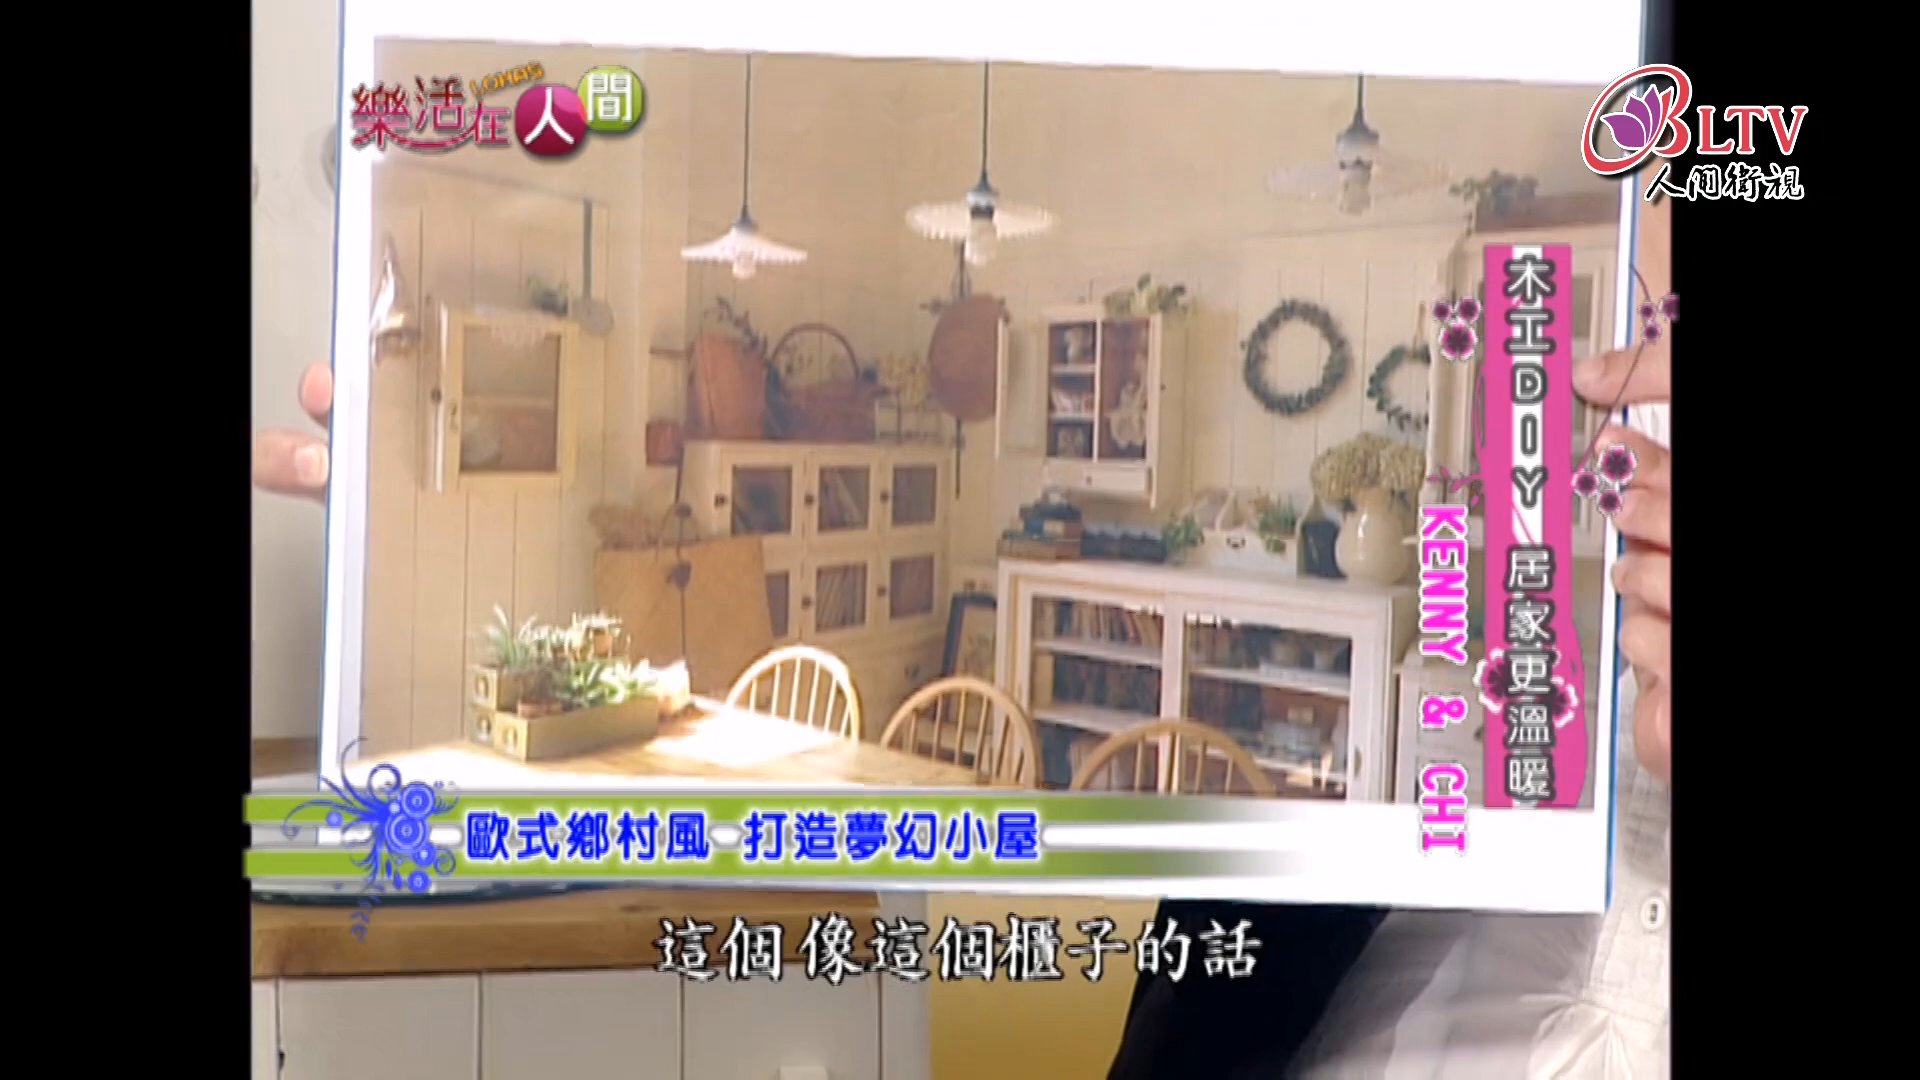 樂活在人間
LOHAS
BLTV
人間衛視
木工DIY 居家更溫暖
KENNY & CHI
歐式鄉村風 打造夢幻小屋
這個 像這個櫃子的話